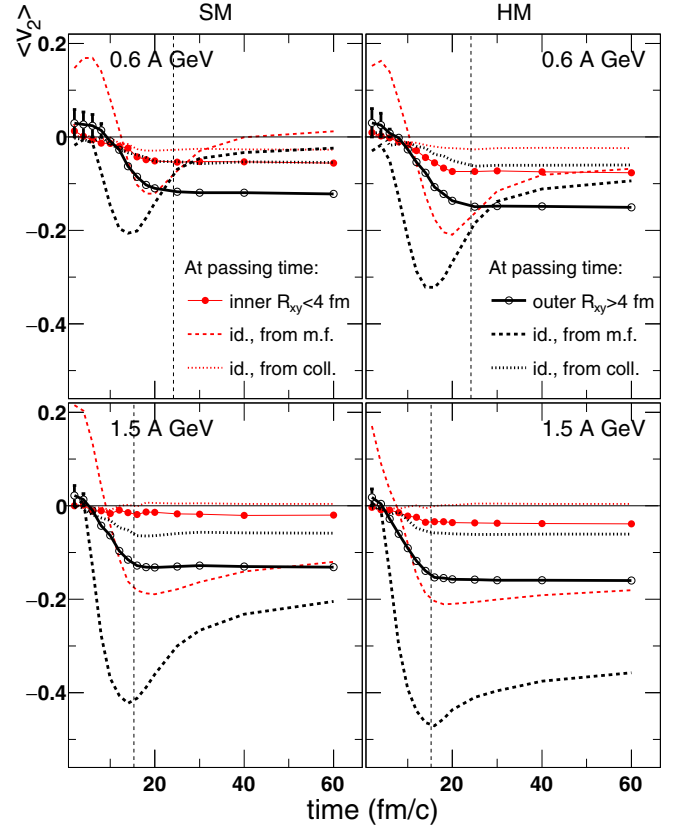 SM HM
<v₂>
0.2
0
−0.2
−0.4
0.6 A GeV
At passing time:
inner R_xy<4 fm
id., from m.f.
id., from coll.
0.6 A GeV
At passing time:
outer R_xy>4 fm
id., from m.f.
id., from coll.
0.2
0
−0.2
−0.4
1.5 A GeV
1.5 A GeV
20 40 60 20 40 60
time (fm/c)